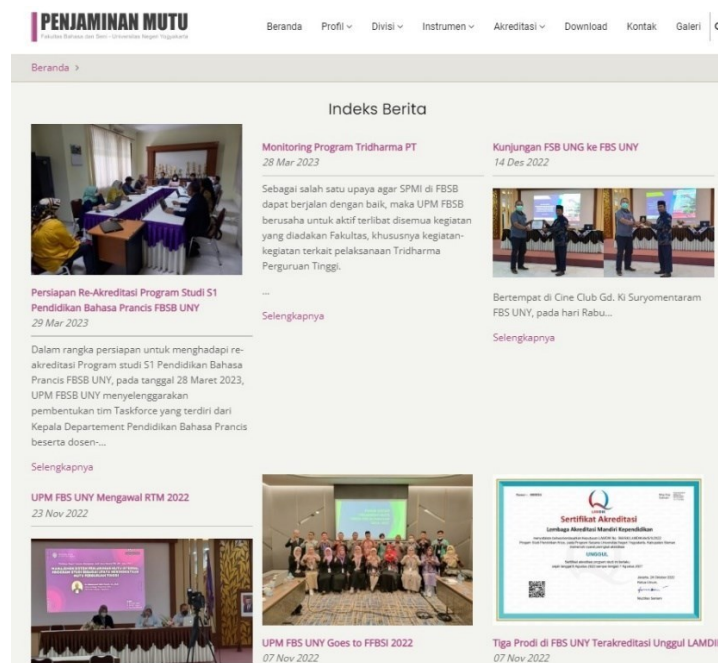 PENJAMINAN MUTU
Fakultas Bahasa dan Seni - Universitas Negeri Yogyakarta
Beranda Profil Divisi Instrumen Akreditasi Download Kontak Galeri
Beranda >
Indeks Berita
Persiapan Re-Akreditasi Program Studi S1
Pendidikan Bahasa Prancis FBSB UNY
29 Mar 2023
Dalam rangka persiapan untuk menghadapi re-
akreditasi Program studi S1 Pendidikan Bahasa
Prancis FBSB UNY, pada tanggal 28 Maret 2023,
UPM FBSB UNY menyelenggarakan
pembentukan tim Taskforce yang terdiri dari
Kepala Departement Pendidikan Bahasa Prancis
beserta dosen-...
Selengkapnya
Monitoring Program Tridharma PT
28 Mar 2023
Sebagai salah satu upaya agar SPMI di FBSB
dapat berjalan dengan baik, maka UPM FBSB
berusaha untuk aktif terlibat disemua kegiatan
yang diadakan Fakultas, khususnya kegiatan-
kegiatan terkait pelaksanaan Tridharma
Perguruan Tinggi.
...
Selengkapnya
Kunjungan FSB UNG ke FBS UNY
14 Des 2022
Bertempat di Cine Club Gd. Ki Suryomentaram
FBS UNY, pada hari Rabu...
Selengkapnya
UPM FBS UNY Mengawal RTM 2022
23 Nov 2022
UPM FBS UNY Goes to FFBSI 2022
07 Nov 2022
Sertifikat Akreditasi
Lembaga Akreditasi Mandiri Kependidikan
UNGGUL
Tiga Prodi di FBS UNY Terakreditasi Unggul LAMDI
07 Nov 2022